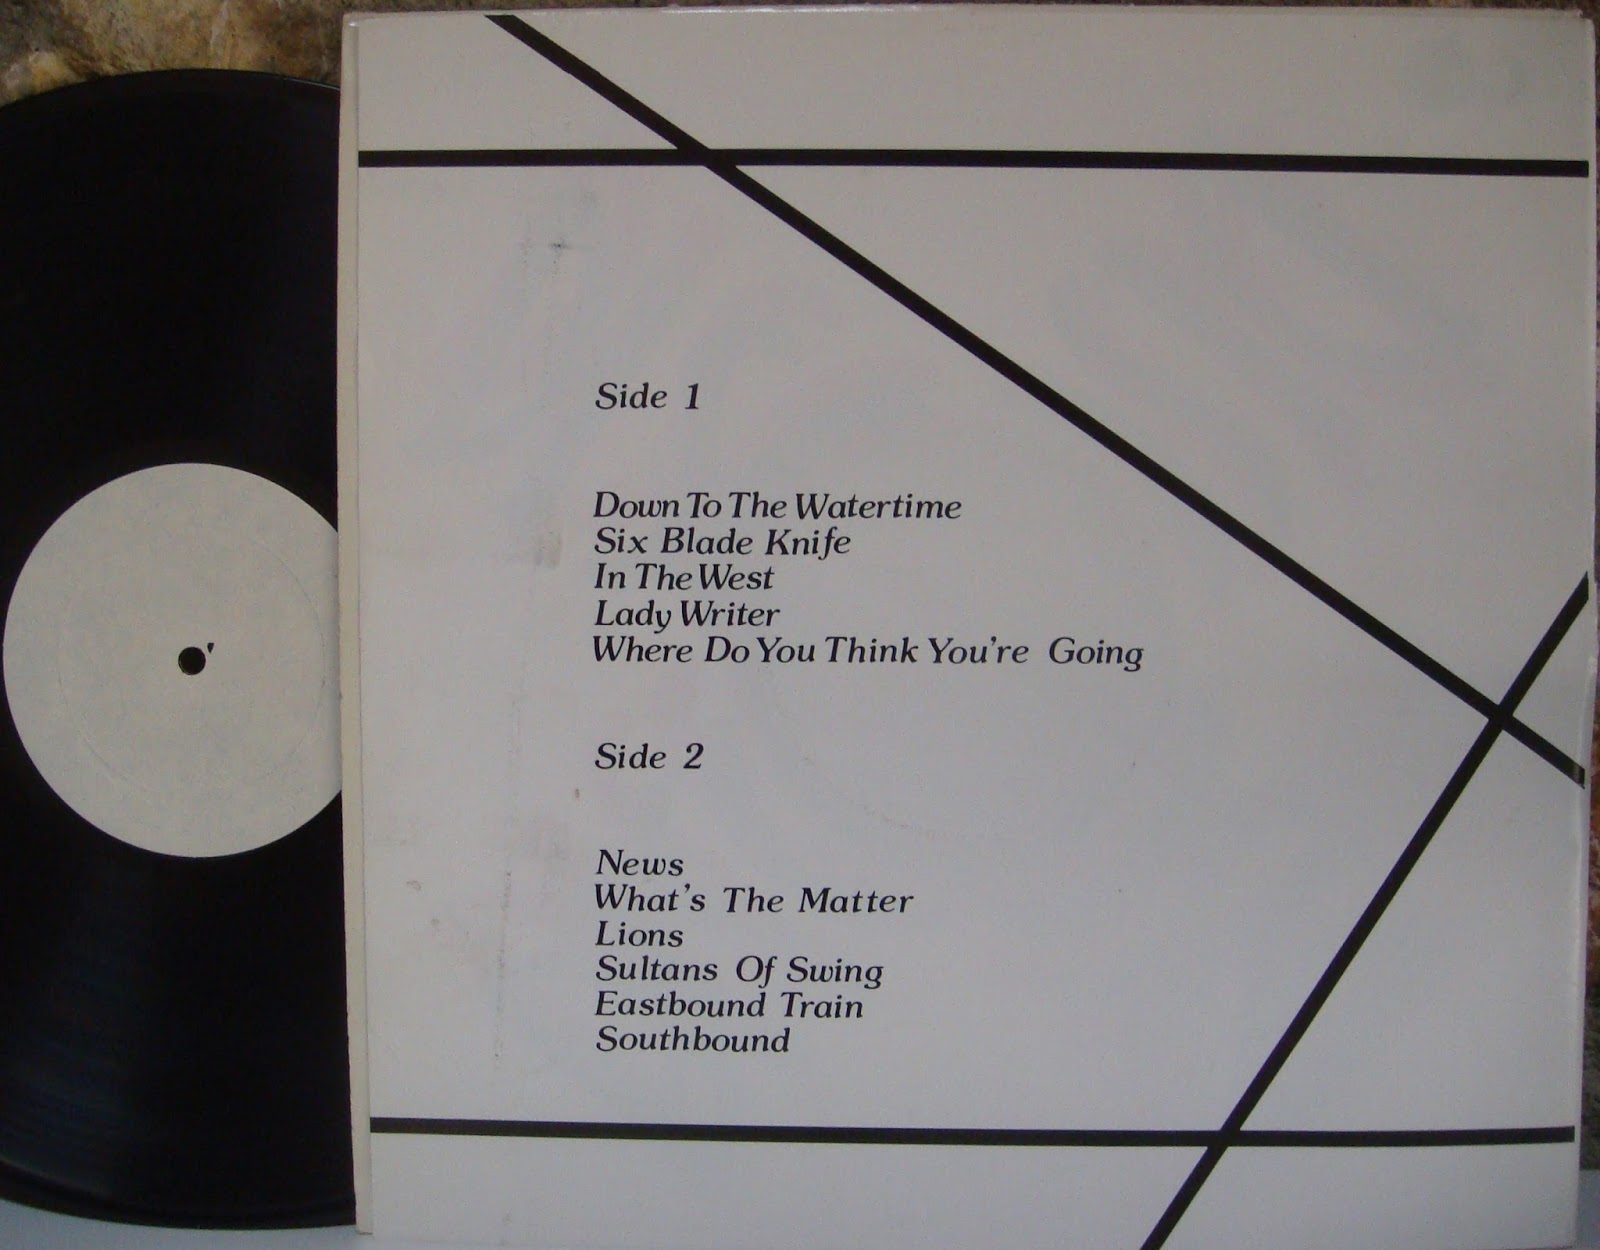 Side 1
Down To The Watertime
Six Blade Knife
In The West
Lady Writer
Where Do You Think You're Going
Side 2
News
What's The Matter
Lions
Sultans Of Swing
Eastbound Train
Southbound